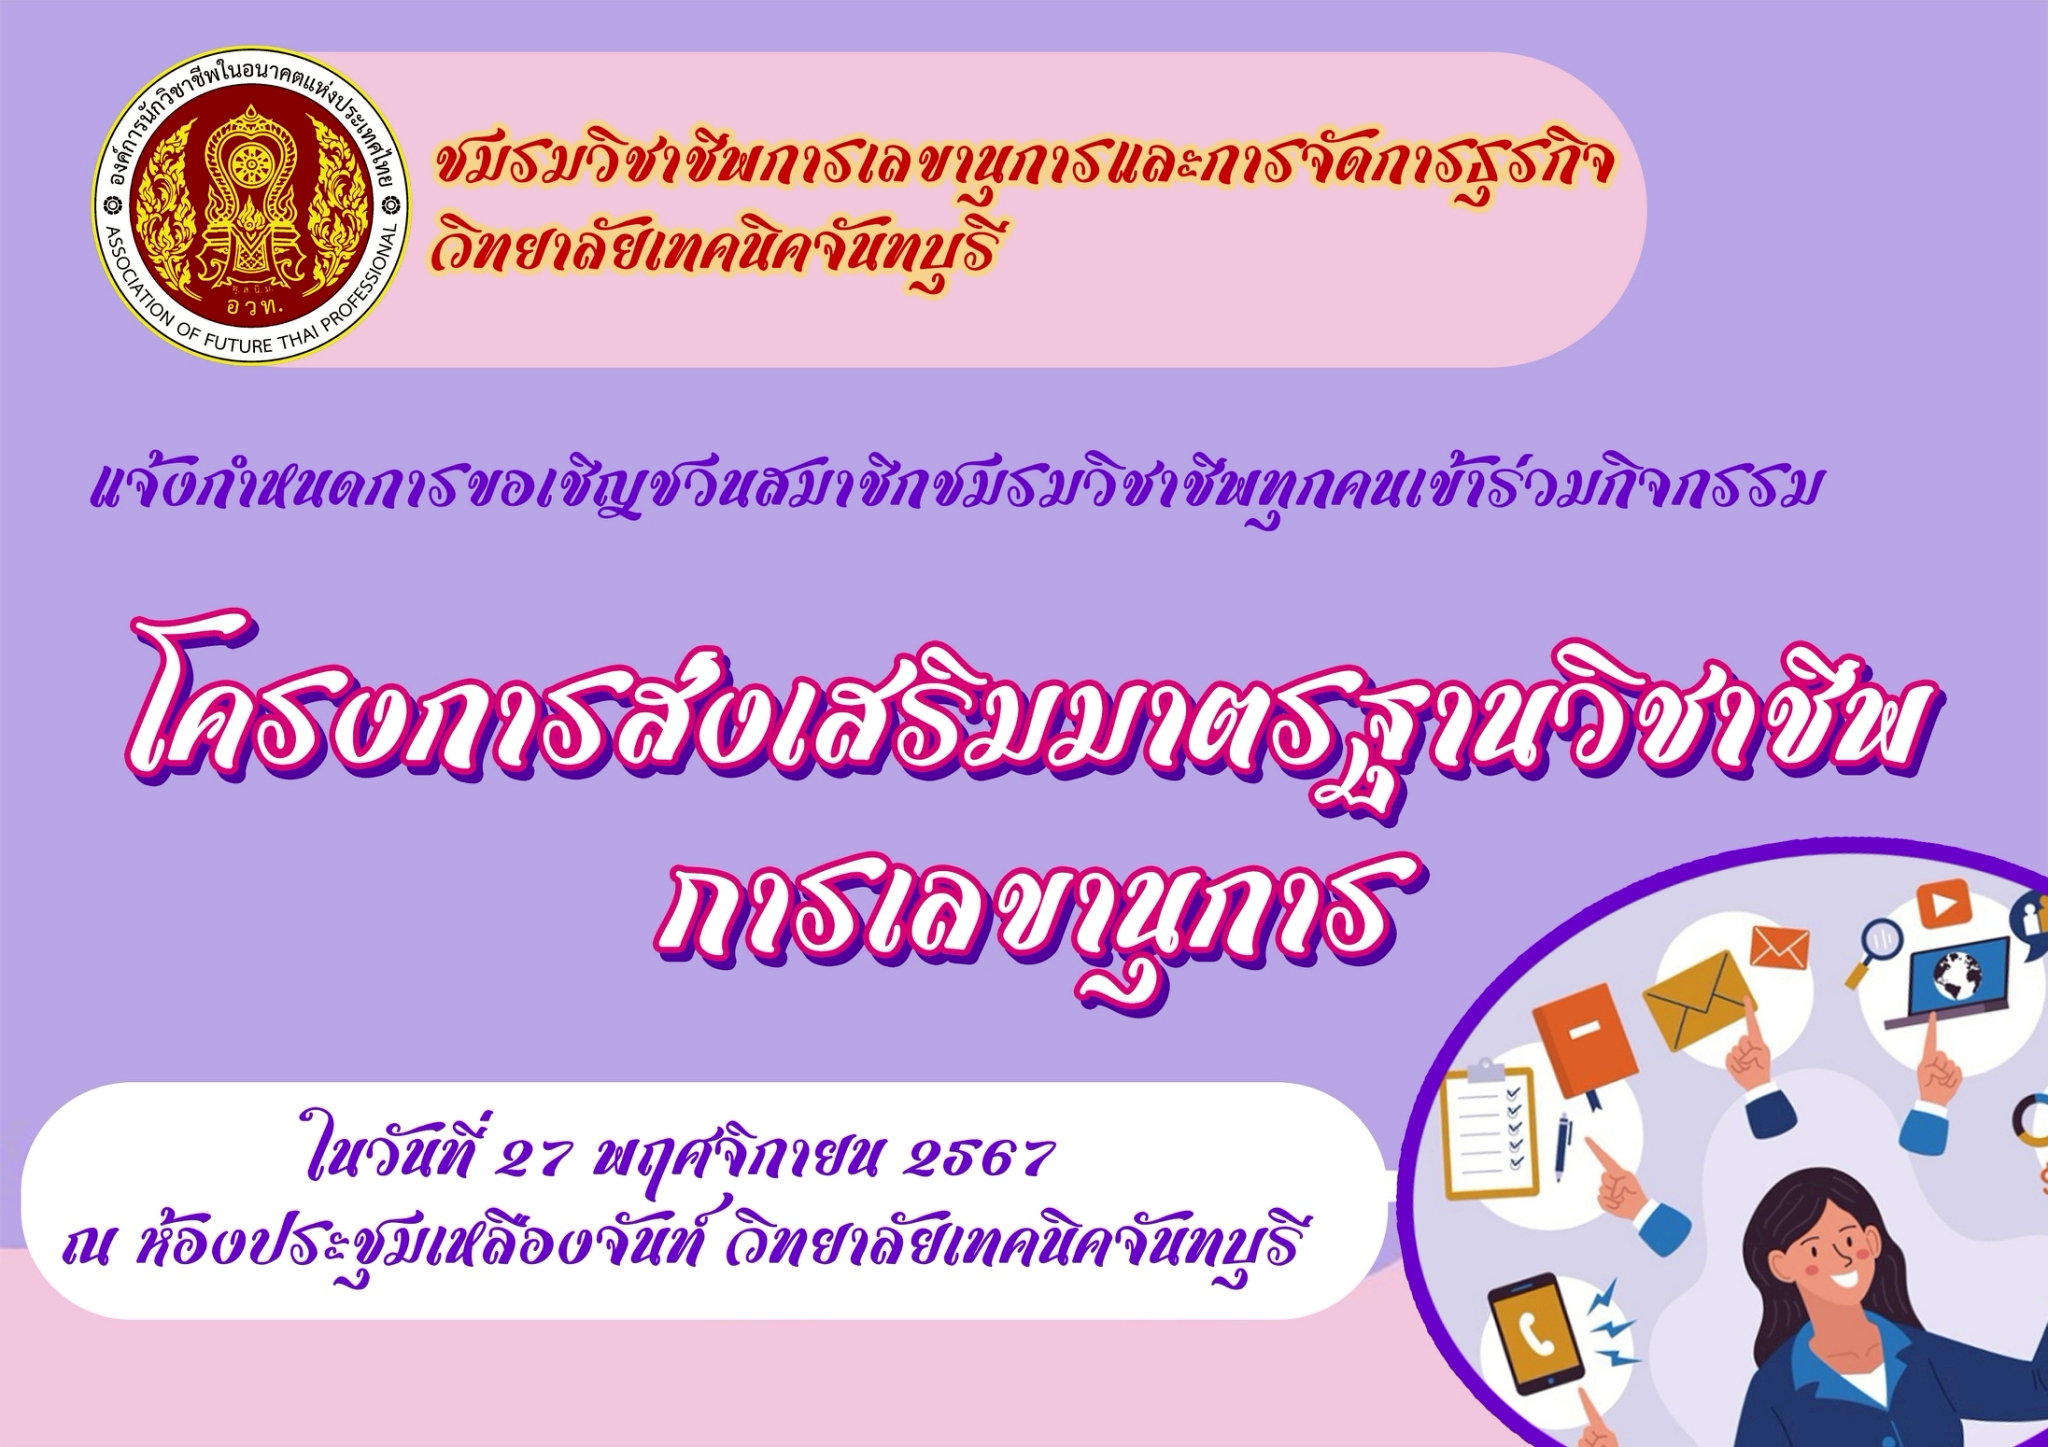 องค์การนักวิชาชีพในอนาคตแห่งประเทศไทย
ASSOCIATION OF FUTURE THAI PROFESSIONAL
ทุ. ส. นิ. ม.
อวท.
ชมรมวิชาชีพการเลขานุการและการจัดการธุรกิจ
วิทยาลัยเทคนิคจันทบุรี
แจ้งกำหนดการขอเชิญชวนสมาชิกชมรมวิชาชีพทุกคนเข้าร่วมกิจกรรม
โครงการส่งเสริมมาตรฐานวิชาชีพ
การเลขานุการ
ในวันที่ 27 พฤศจิกายน 2567
ณ ห้องประชุมเหลืองจันท์ วิทยาลัยเทคนิคจันทบุรี